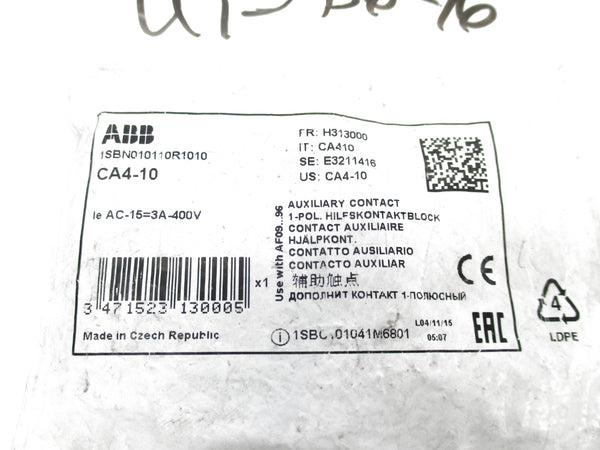 ABB
1SBN010110R1010
CA4-10
Ie AC-15=3A-400V
FR: H313000
IT: CA410
SE: E3211416
US: CA4-10
Use with AF09...96
AUXILIARY CONTACT
1-POL. HILFSKONTAKTBLOCK
CONTACT AUXILIAIRE
HJÄLPKONT.
CONTATTO AUSILIARIO
CONTACTO AUXILIAR
辅助触点
ДОПОЛНИТ КОНТАКТ 1-ПОЛЮСНЫЙ
x1
3 471523 130005
CE
Made in Czech Republic
i 1SBC101041M6801
L04/11/15
05:07
EAC
4
LDPE